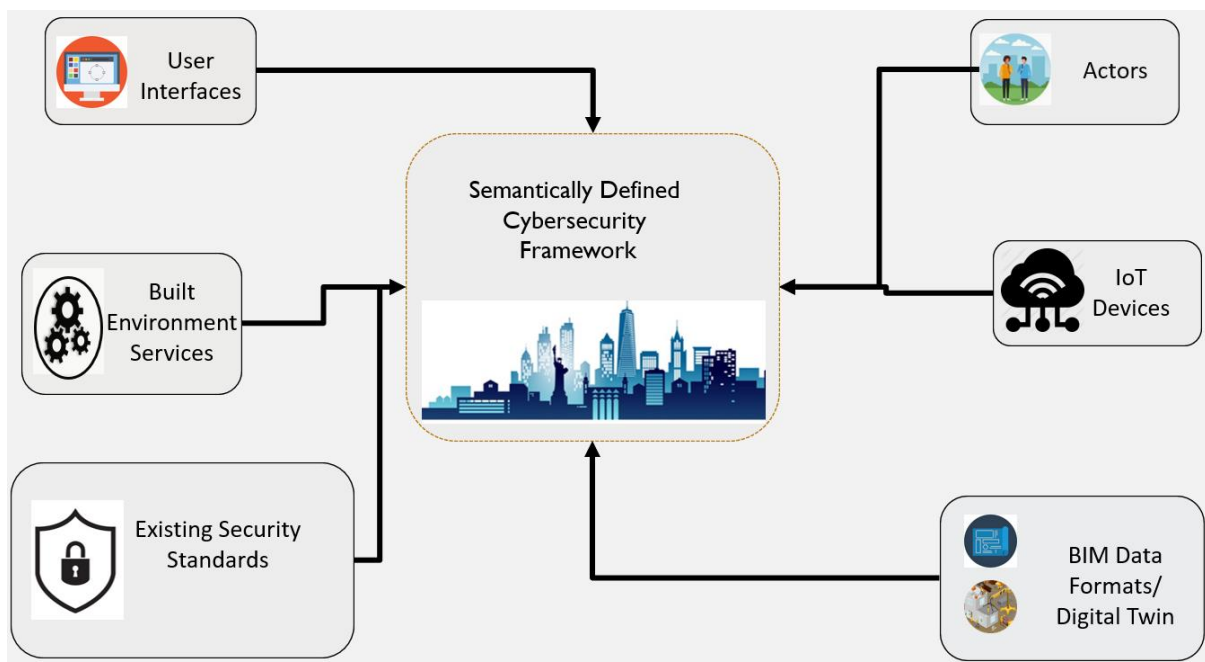 User
Interfaces
Actors
Semantically Defined
Cybersecurity
Framework
Built
Environment
Services
IoT
Devices
Existing Security
Standards
BIM Data
Formats/
Digital Twin